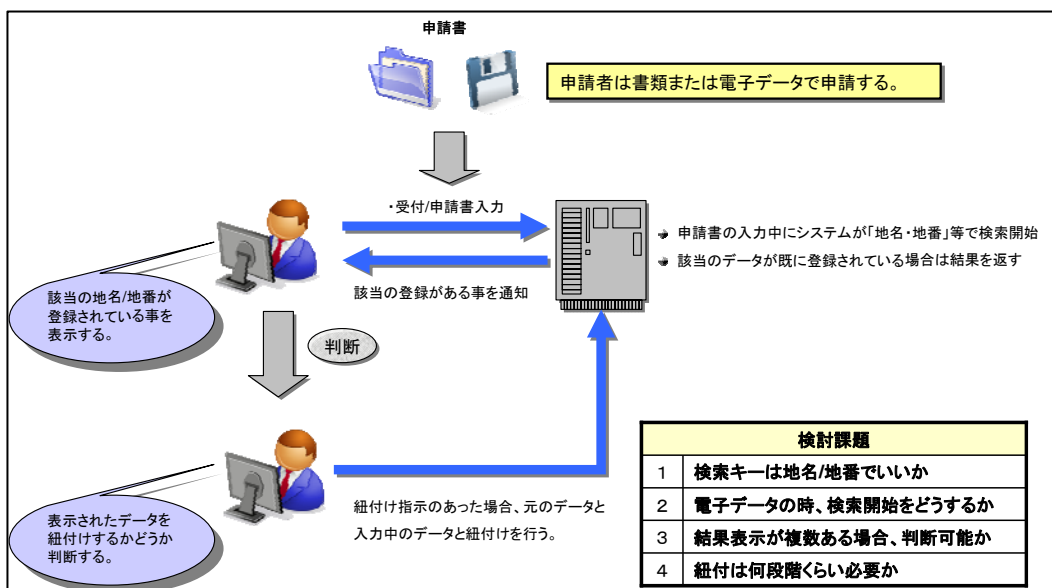 申請書
申請者は書類または電子データで申請する。
・受付/申請書入力
申請書の入力中にシステムが「地名・地番」等で検索開始
該当のデータが既に登録されている場合は結果を返す
該当の登録がある事を通知
該当の地名/地番が
登録されている事を
表示する。
判断
表示されたデータを
紐付けするかどうか
判断する。
紐付け指示のあった場合、元のデータと
入力中のデータと紐付けを行う。
検討課題
1 検索キーは地名/地番でいいか
2 電子データの時、検索開始をどうするか
3 結果表示が複数ある場合、判断可能か
4 紐付は何段階くらい必要か